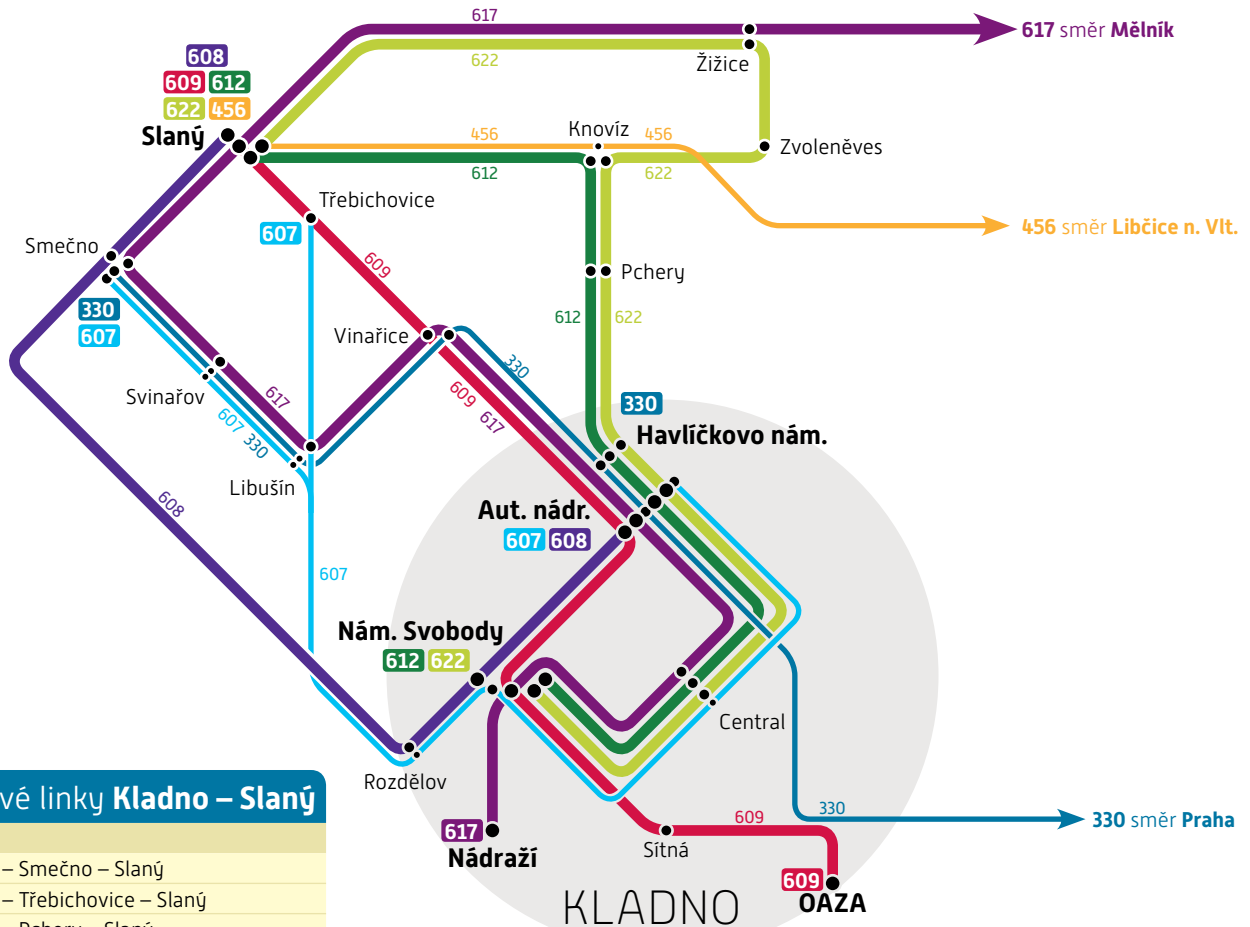 617
617 směr Mělník
608
609 612
622 456
Slaný
622
Žižice
456
Knovíz
456
Zvoleněves
612
622
Třebichovice
607
609
456 směr Libčice n. Vlt.
Smečno
330
607
Pchery
612
622
Vinařice
330
Svinařov
617
607
330
609
617
330
Havlíčkovo nám.
Libušín
608
Aut. nádr.
607 608
607
Nám. Svobody
612 622
Central
Rozdělov
617
Nádraží
609
330
330 směr Praha
Sítná
609
OAZA
KLADNO
vé linky Kladno – Slaný
– Smečno – Slaný
– Třebichovice – Slaný